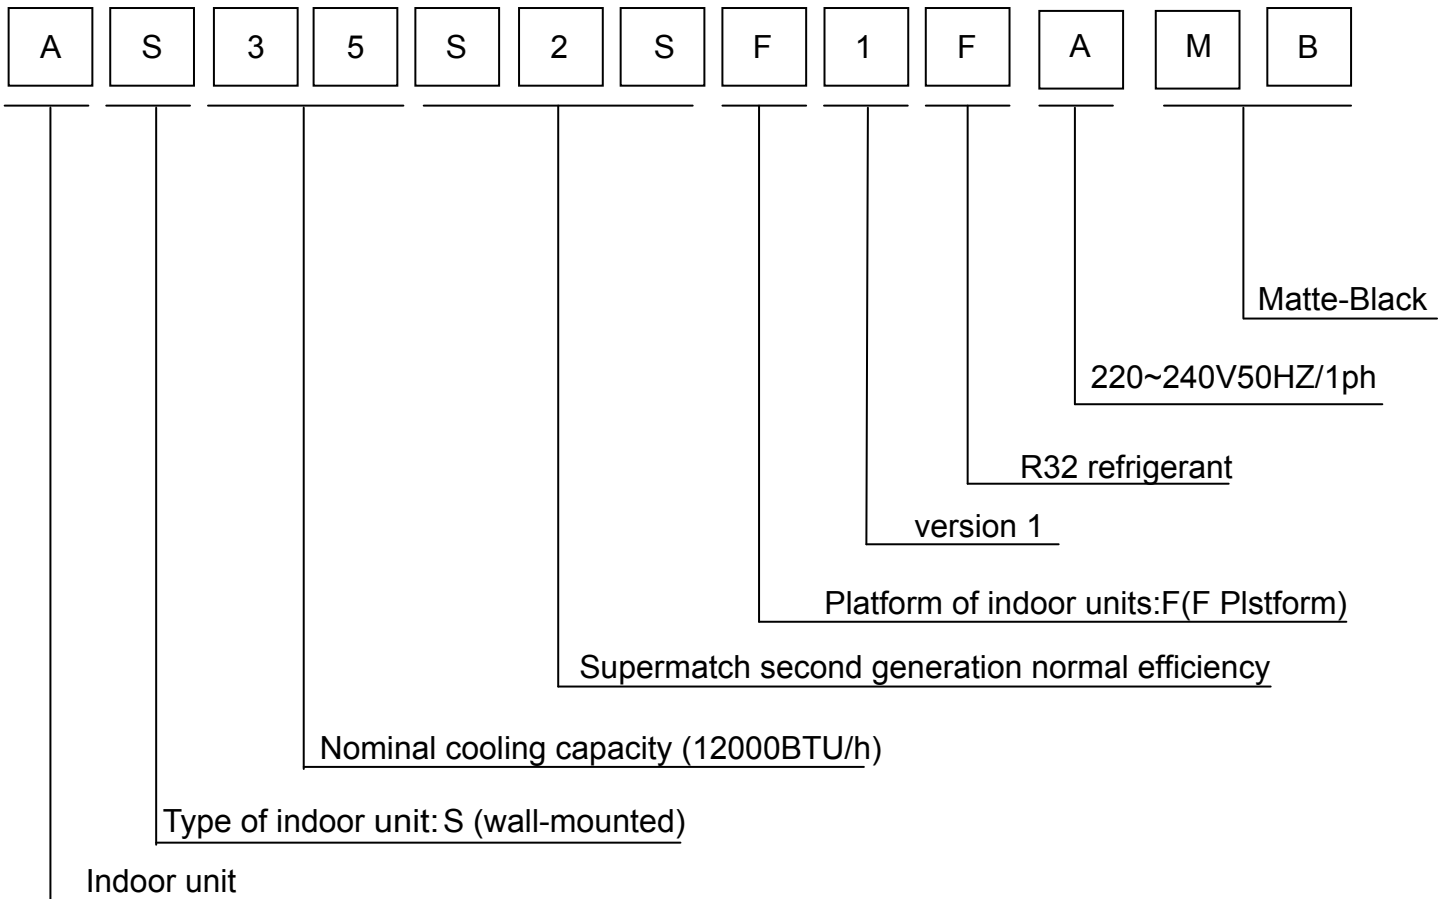 A S 3 5 S 2 S F 1 F A M B
Matte-Black
220~240V50HZ/1ph
R32 refrigerant
version 1
Platform of indoor units:F(F Plstform)
Supermatch second generation normal efficiency
Nominal cooling capacity (12000BTU/h)
Type of indoor unit: S (wall-mounted)
Indoor unit